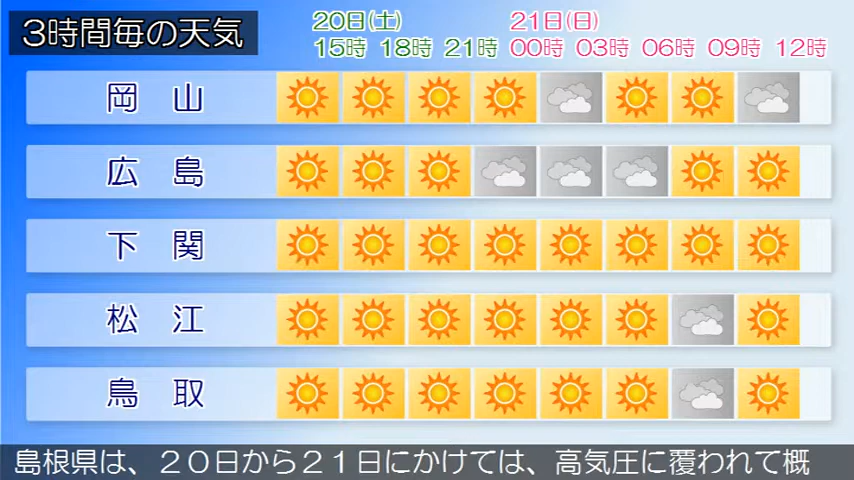 3時間毎の天気
20日(土) 21日(日)
15時 18時 21時 00時 03時 06時 09時 12時
岡 山
広 島
下 関
松 江
鳥 取
島根県は、２０日から２１日にかけては、高気圧に覆われて概